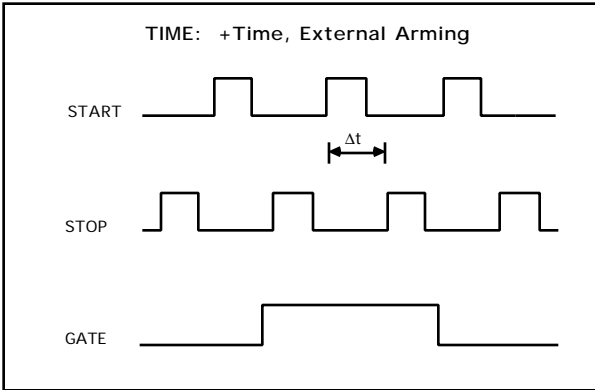 TIME: +Time, External Arming
START
Δt
STOP
GATE